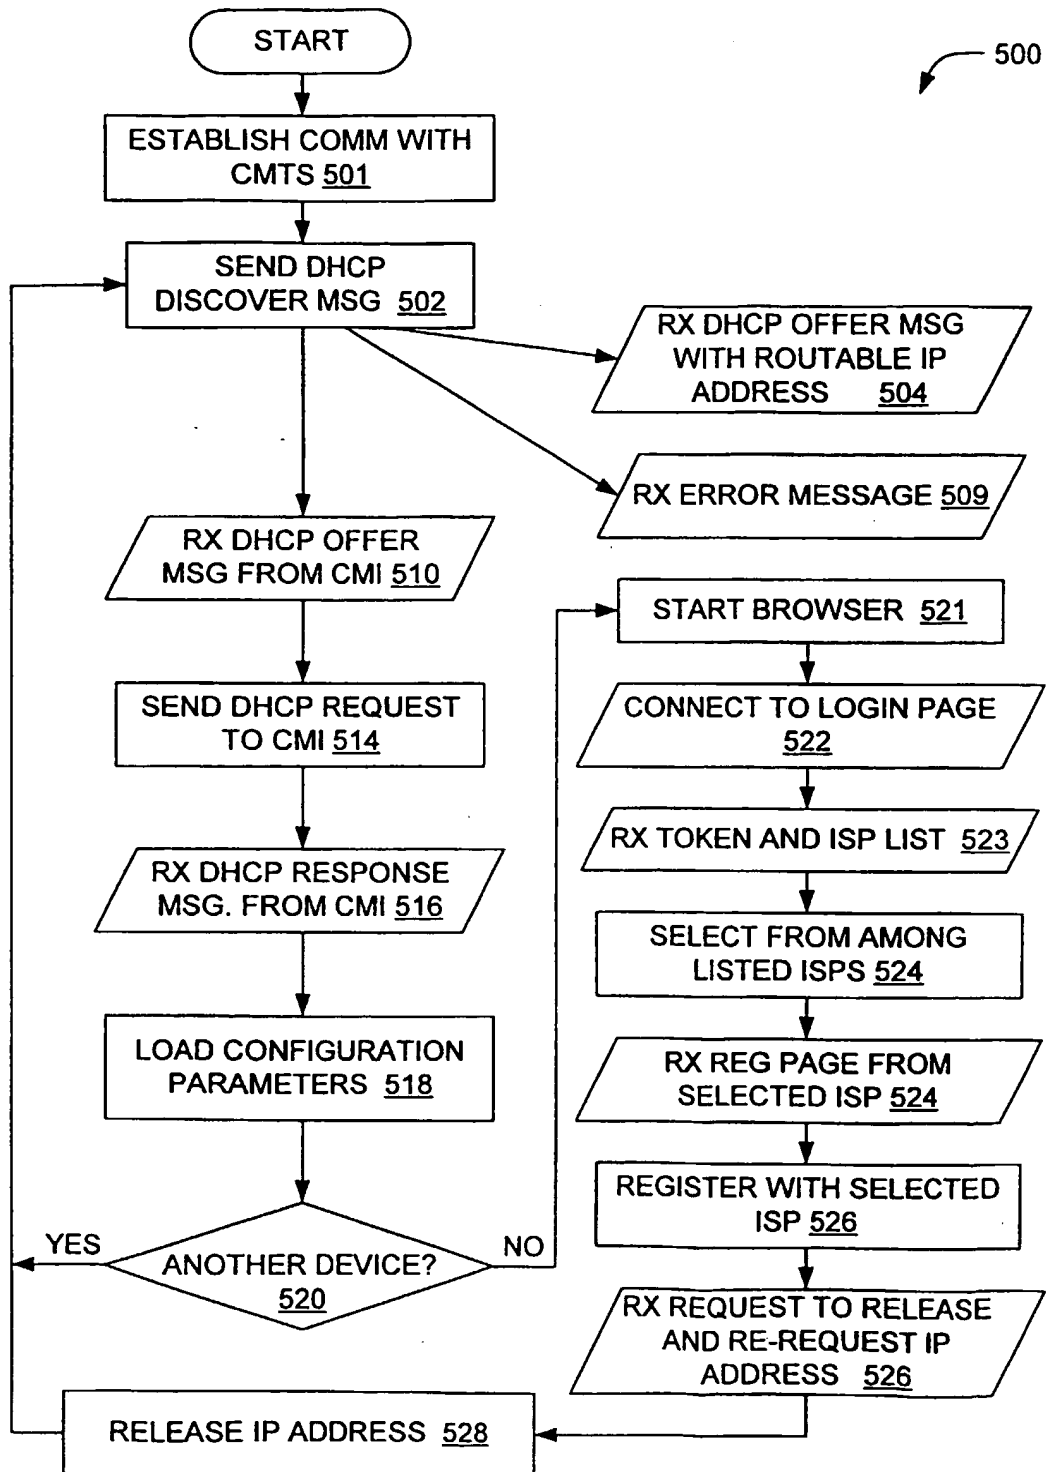 START
500
ESTABLISH COMM WITH
CMTS 501
SEND DHCP
DISCOVER MSG 502
RX DHCP OFFER MSG
WITH ROUTABLE IP
ADDRESS 504
RX ERROR MESSAGE 509
RX DHCP OFFER
MSG FROM CMI 510
SEND DHCP REQUEST
TO CMI 514
RX DHCP RESPONSE
MSG. FROM CMI 516
LOAD CONFIGURATION
PARAMETERS 518
YES
ANOTHER DEVICE?
520
NO
START BROWSER 521
CONNECT TO LOGIN PAGE
522
RX TOKEN AND ISP LIST 523
SELECT FROM AMONG
LISTED ISPS 524
RX REG PAGE FROM
SELECTED ISP 524
REGISTER WITH SELECTED
ISP 526
RX REQUEST TO RELEASE
AND RE-REQUEST IP
ADDRESS 526
RELEASE IP ADDRESS 528